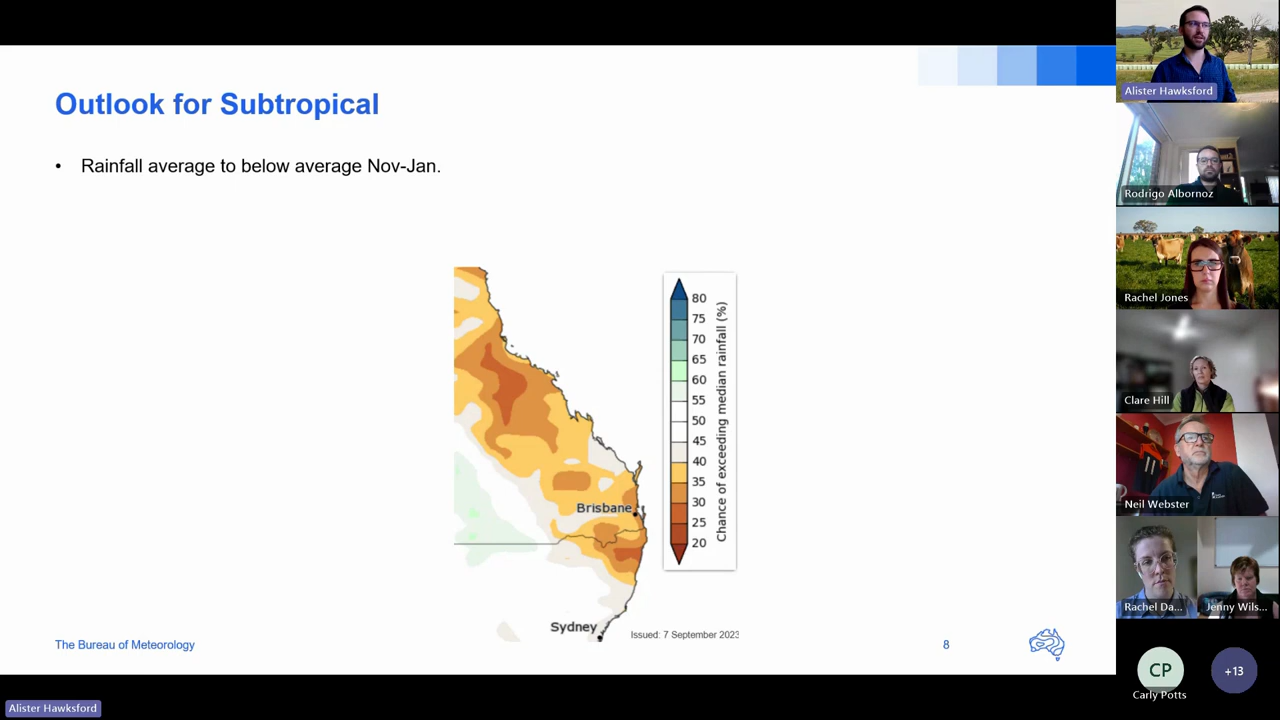 Outlook for Subtropical
• Rainfall average to below average Nov-Jan.
80
75
70
65
60
55
50
45
40
35
30
25
20
Chance of exceeding median rainfall (%)
Brisbane
Sydney
Issued: 7 September 2023
The Bureau of Meteorology
8
Alister Hawksford
Alister Hawksford
Rodrigo Albornoz
Rachel Jones
Clare Hill
Neil Webster
Rachel Da...
Jenny Wils...
CP
Carly Potts
+13